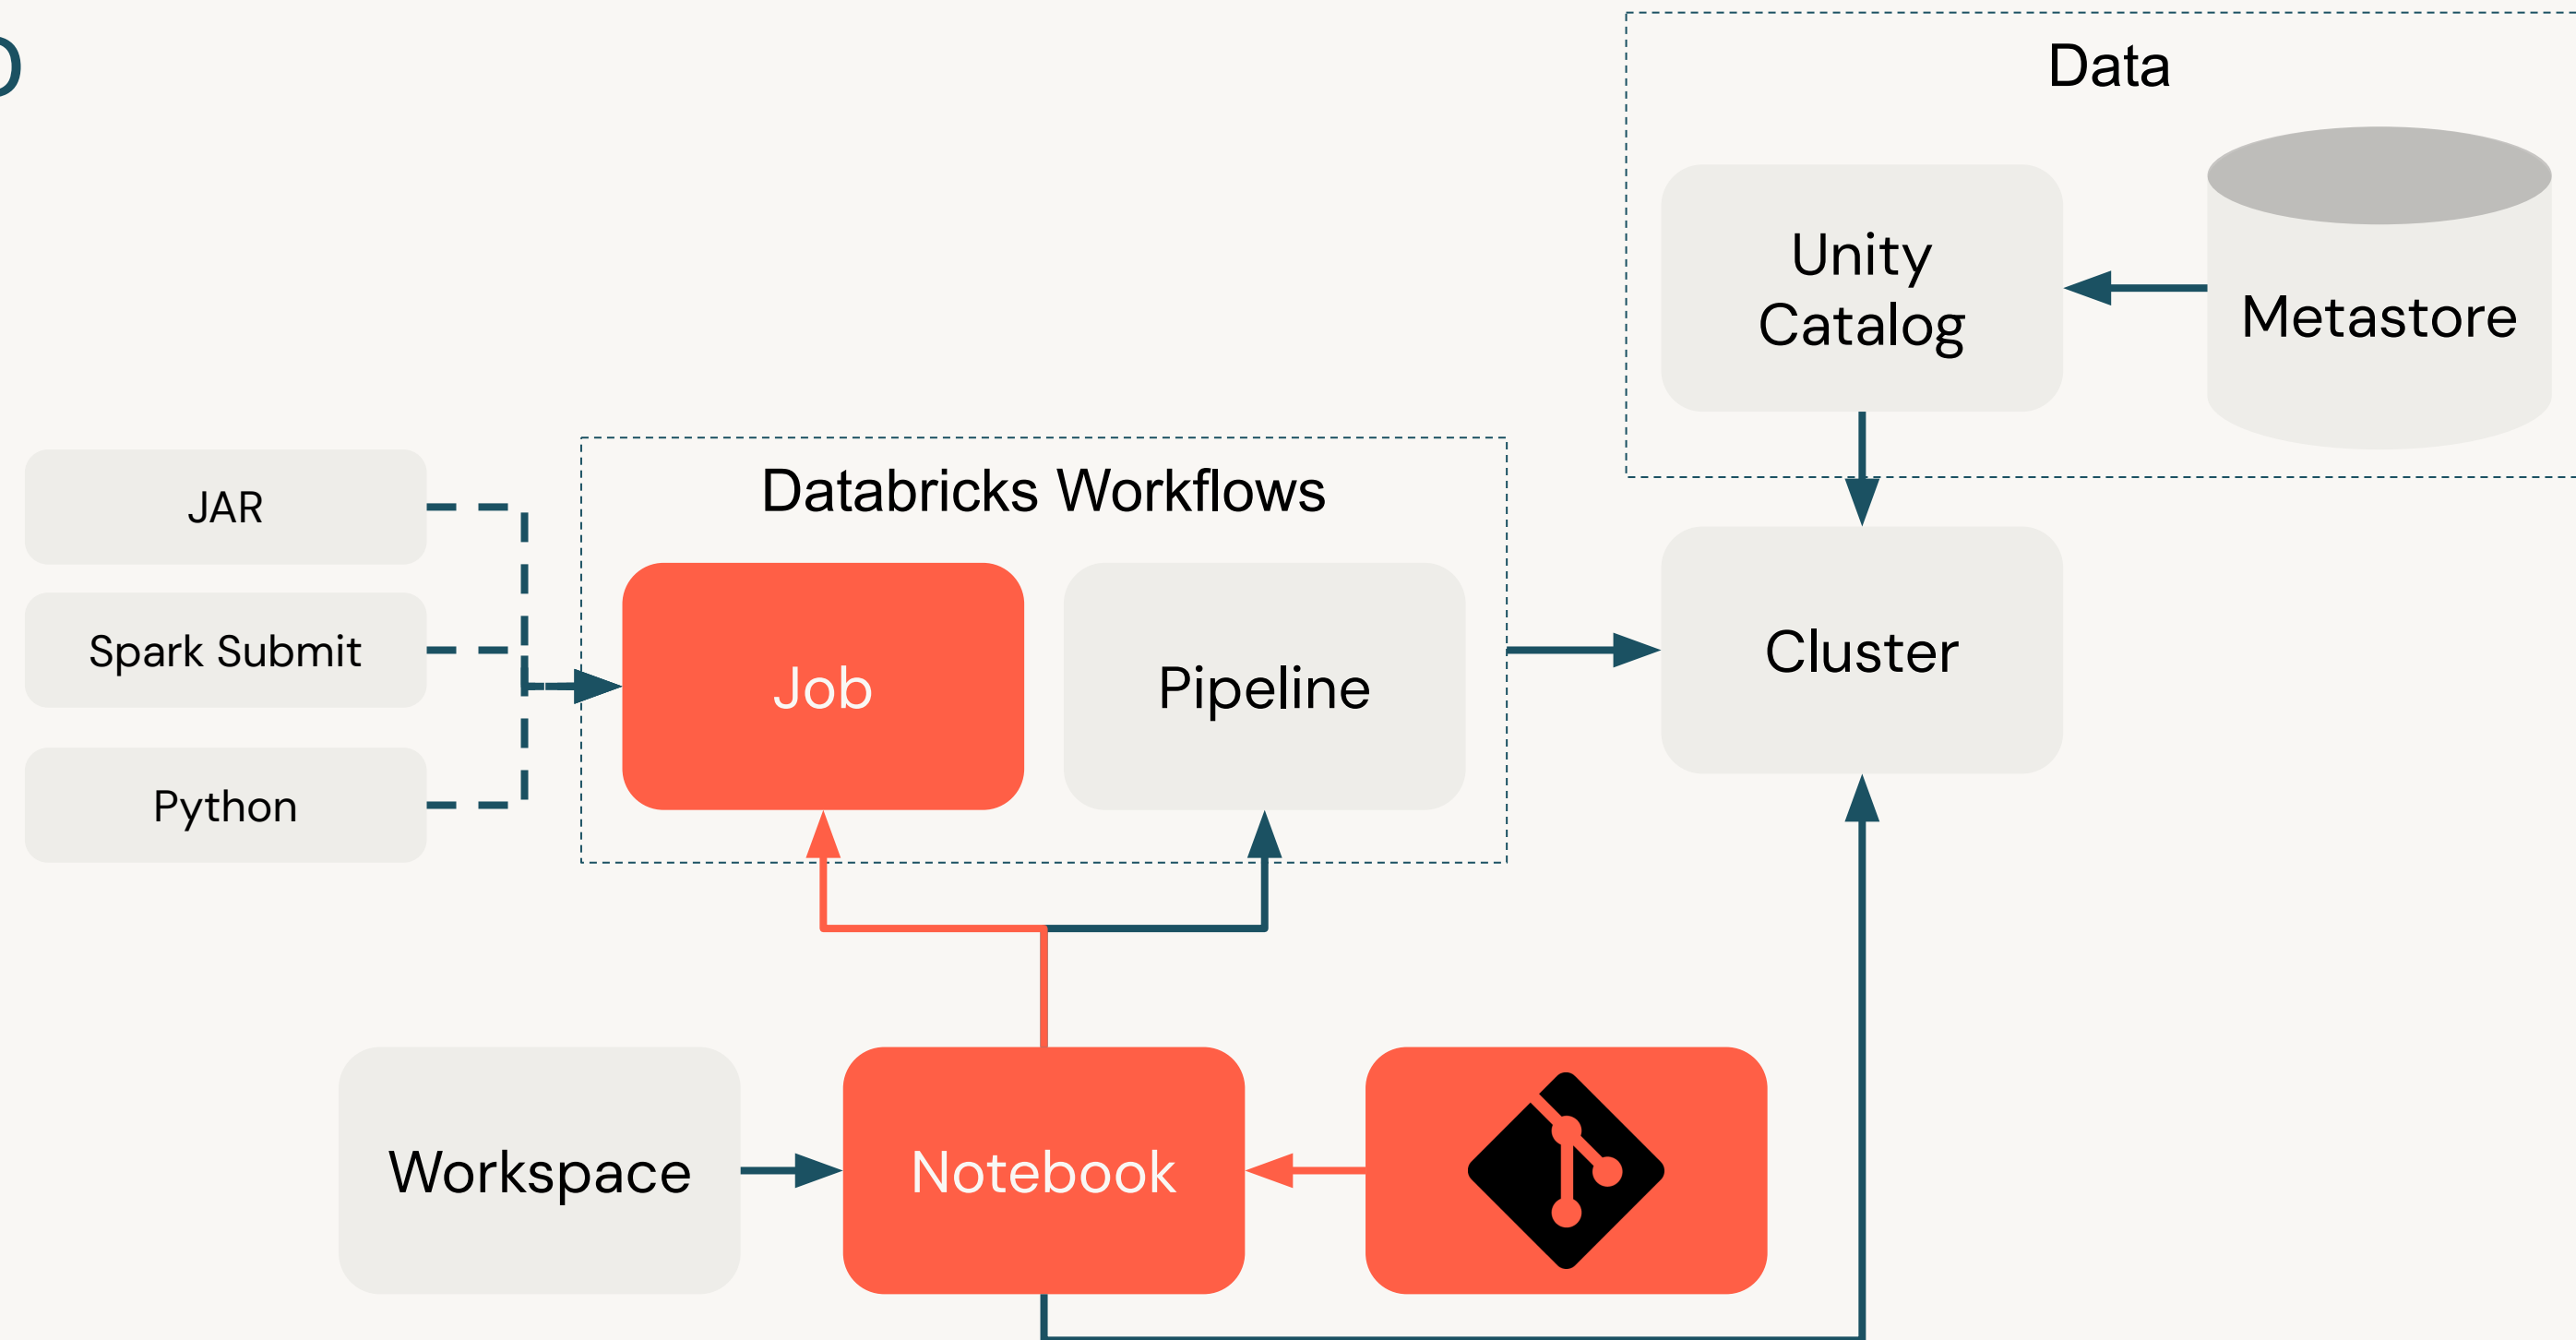 Data
Unity
Catalog
Metastore
JAR
Databricks Workflows
Spark Submit
Job
Pipeline
Cluster
Python
Workspace
Notebook